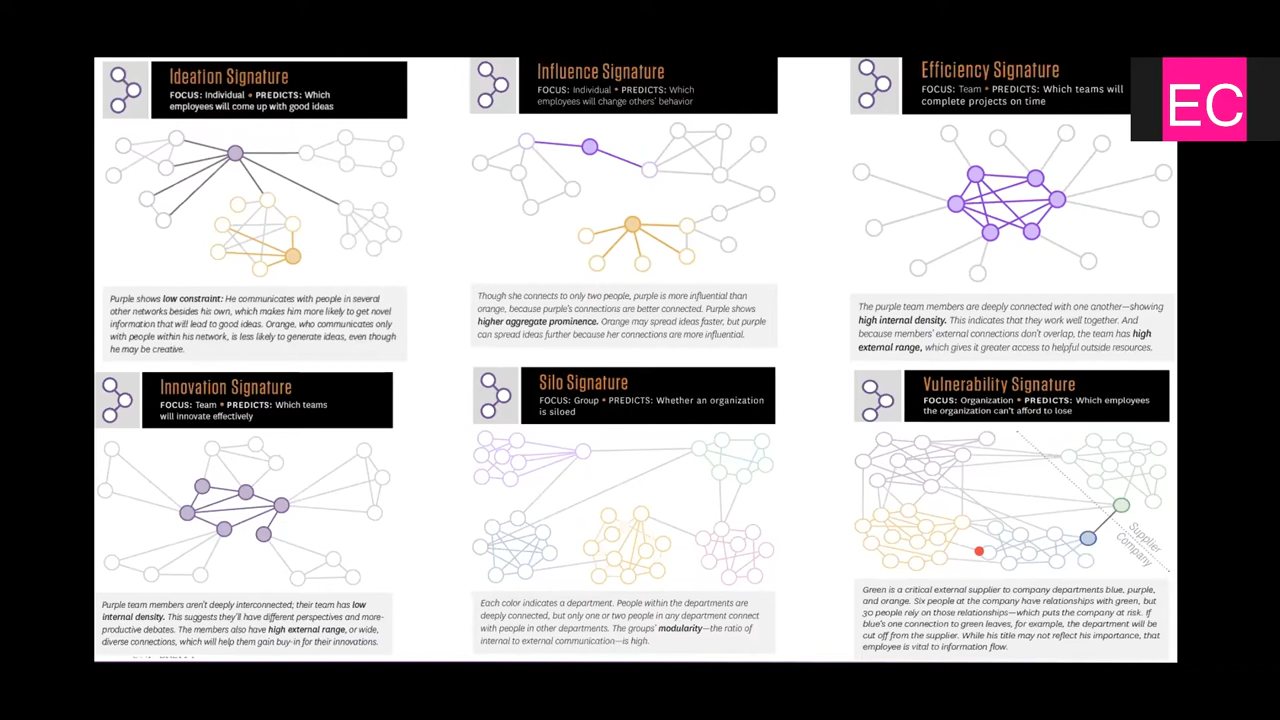 Ideation Signature
FOCUS: Individual • PREDICTS: Which
employees will come up with good ideas
Purple shows low constraint: He communicates with people in several
other networks besides his own, which makes him more likely to get novel
information that will lead to good ideas. Orange, who communicates only
with people within his network, is less likely to generate ideas, even though
he may be creative.
Influence Signature
FOCUS: Individual • PREDICTS: Which
employees will change others' behavior
Though she connects to only two people, purple is more influential than
orange, because purple's connections are better connected. Purple shows
higher aggregate prominence. Orange may spread ideas faster, but purple
can spread ideas further because her connections are more influential.
Efficiency Signature
FOCUS: Team • PREDICTS: Which teams will
complete projects on time
EC
The purple team members are deeply connected with one another—showing
high internal density. This indicates that they work well together. And
because members' external connections don't overlap, the team has high
external range, which gives it greater access to helpful outside resources.
Innovation Signature
FOCUS: Team • PREDICTS: Which teams
will innovate effectively
Purple team members aren't deeply interconnected; their team has low
internal density. This suggests they'll have different perspectives and more-
productive debates. The members also have high external range, or wide,
diverse connections, which will help them gain buy-in for their innovations.
Silo Signature
FOCUS: Group • PREDICTS: Whether an organization
is siloed
Each color indicates a department. People within the departments are
deeply connected, but only one or two people in any department connect
with people in other departments. The groups' modularity—the ratio of
internal to external communication—is high.
Vulnerability Signature
FOCUS: Organization • PREDICTS: Which employees
the organization can't afford to lose
Supplier
Company
Green is a critical external supplier to company departments blue, purple,
and orange. Six people at the company have relationships with green, but
30 people rely on those relationships—which puts the company at risk. If
blue's one connection to green leaves, for example, the department will be
cut off from the supplier. While his title may not reflect his importance, that
employee is vital to information flow.